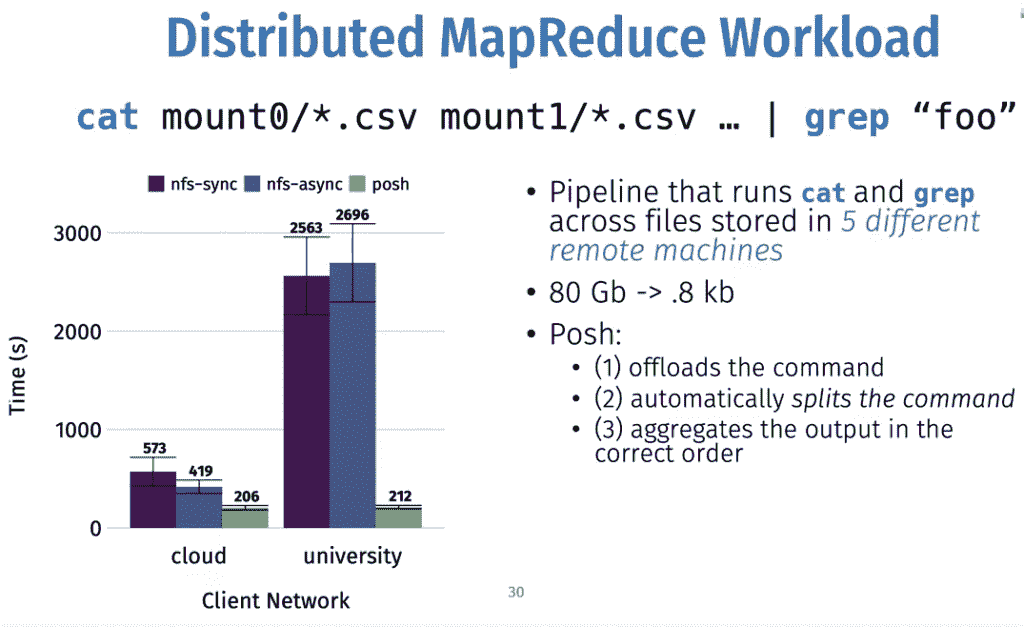 Distributed MapReduce Workload
cat mount0/*.csv mount1/*.csv … | grep “foo”
nfs-sync nfs-async posh
3000
2000
1000
0
Time (s)
573
419
206
2563
2696
212
cloud
university
Client Network
• Pipeline that runs cat and grep
across files stored in 5 different
remote machines
• 80 Gb -> .8 kb
• Posh:
• (1) offloads the command
• (2) automatically splits the command
• (3) aggregates the output in the
correct order
30